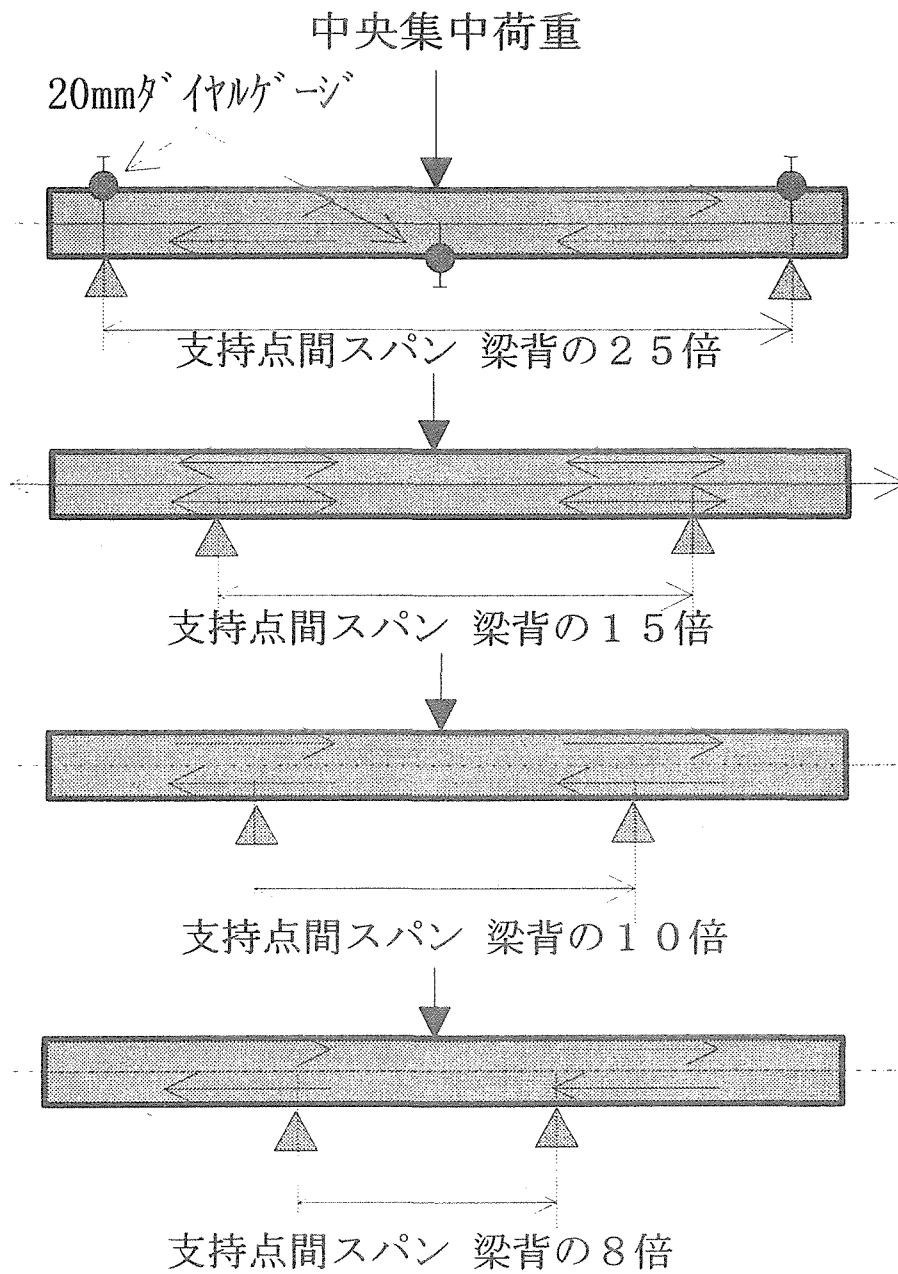 中央集中荷重
20mmダイヤルゲージ
支持点間スパン 梁背の２５倍
支持点間スパン 梁背の１５倍
支持点間スパン 梁背の１０倍
支持点間スパン 梁背の８倍